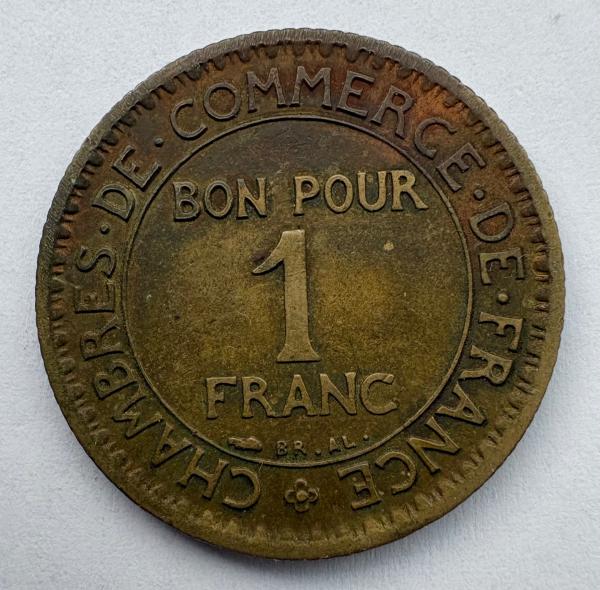 CHAMBRES·DE·COMMERCE·DE·FRANCE
BON POUR
1
FRANC
BR.AL.